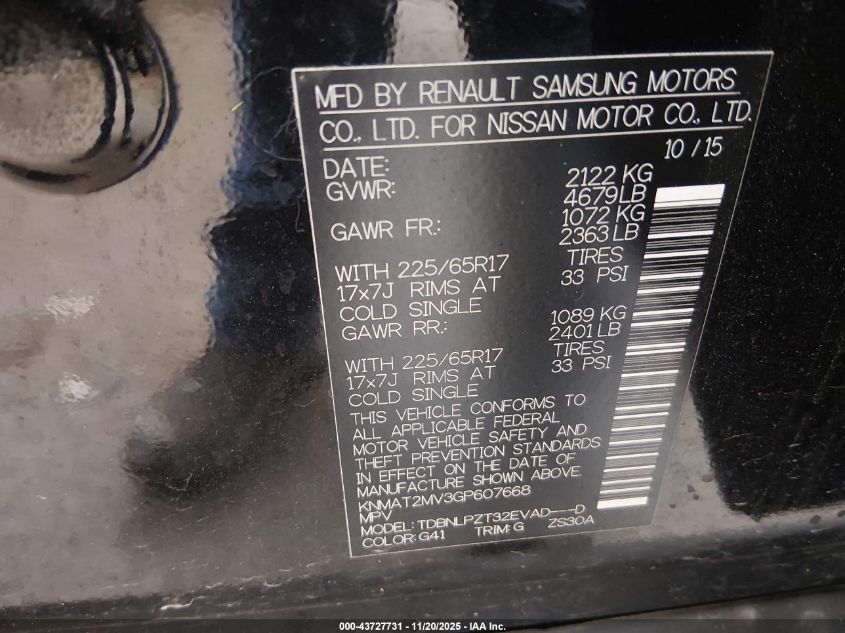 MFD BY RENAULT SAMSUNG MOTORS
CO., LTD. FOR NISSAN MOTOR CO., LTD.
DATE: 10 / 15
GVWR: 2122 KG
4679 LB
GAWR FR.: 1072 KG
2363 LB
WITH 225/65R17 TIRES
17x7J RIMS AT 33 PSI
COLD SINGLE
GAWR RR.: 1089 KG
2401 LB
WITH 225/65R17 TIRES
17x7J RIMS AT 33 PSI
COLD SINGLE
THIS VEHICLE CONFORMS TO
ALL APPLICABLE FEDERAL
MOTOR VEHICLE SAFETY AND
THEFT PREVENTION STANDARDS
IN EFFECT ON THE DATE OF
MANUFACTURE SHOWN ABOVE.
KNMAT2MV3GP607668
MPV
MODEL: TDBNLPZT32EVAD---D
COLOR: G41 TRIM: G ZS30A
000-43727731 - 11/20/2025 - IAA Inc.